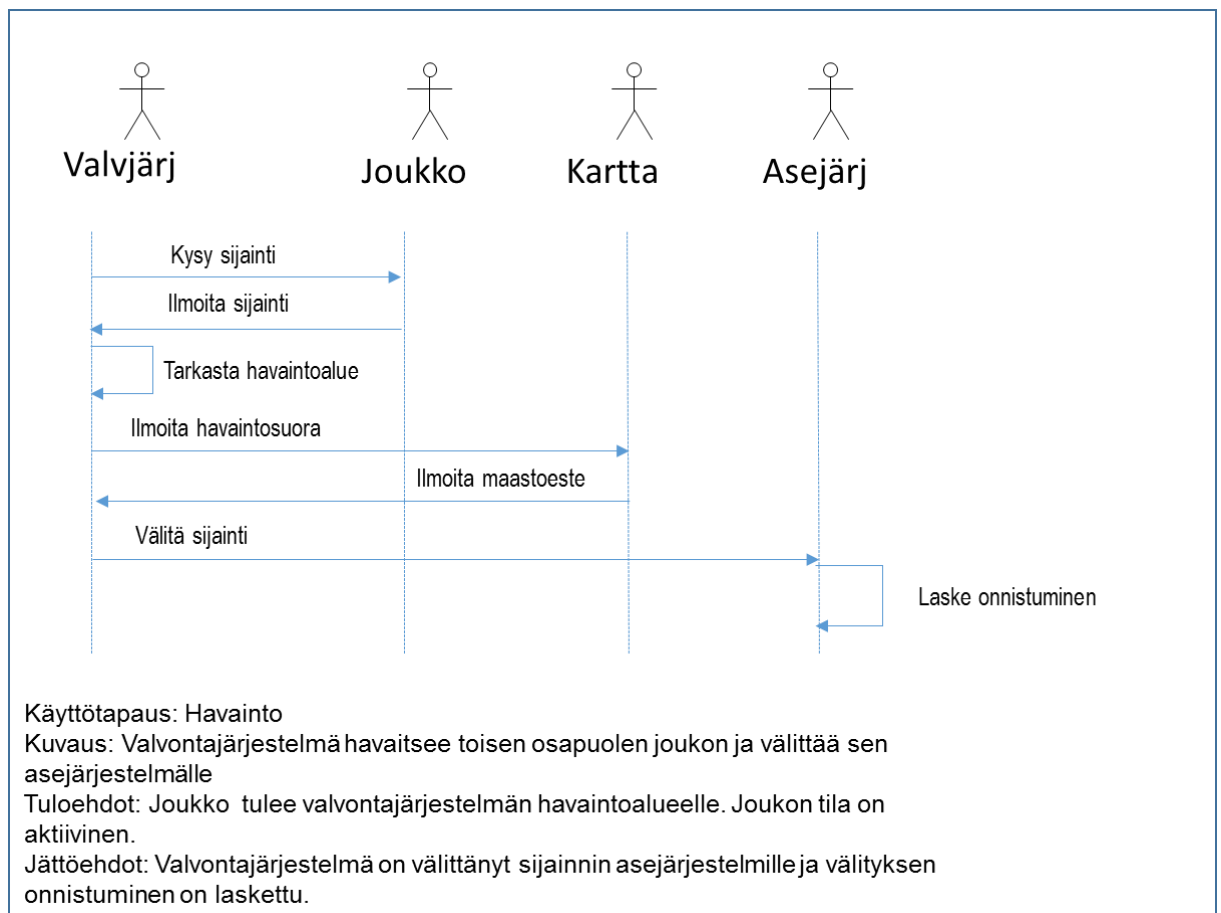 Valvjärj
Joukko
Kartta
Asejärj
Kysy sijainti
Ilmoita sijainti
Tarkasta havaintoalue
Ilmoita havaintosuora
Ilmoita maastoeste
Välitä sijainti
Laske onnistuminen
Käyttötapaus: Havainto
Kuvaus: Valvontajärjestelmä havaitsee toisen osapuolen joukon ja välittää sen
asejärjestelmälle
Tuloehdot: Joukko tulee valvontajärjestelmän havaintoalueelle. Joukon tila on
aktiivinen.
Jättöehdot: Valvontajärjestelmä on välittänyt sijainnin asejärjestelmille ja välityksen
onnistuminen on laskettu.